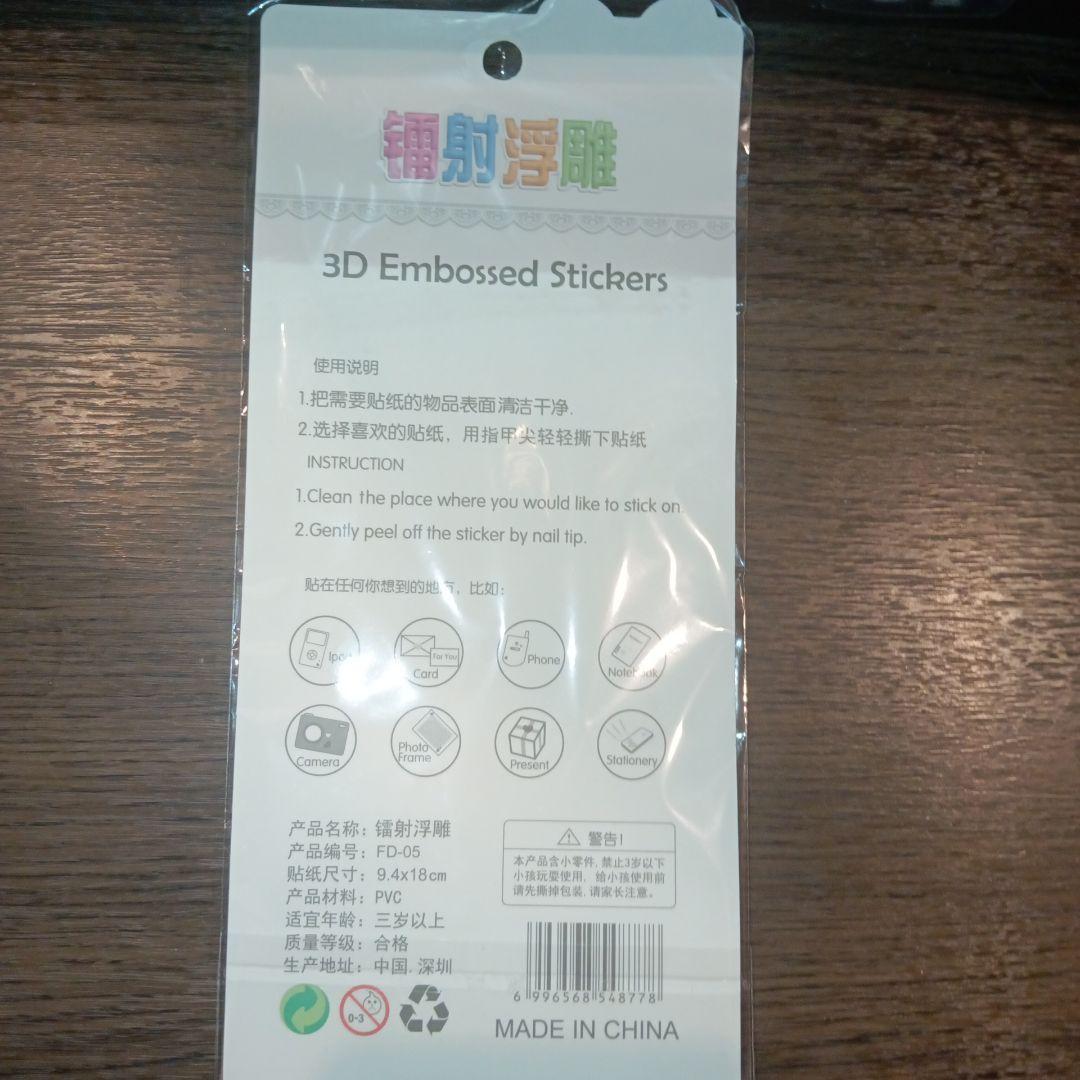 镭射浮雕
3D Embossed Stickers
使用说明
1.把需要贴纸的物品表面清洁干净.
2.选择喜欢的贴纸，用指甲尖轻轻撕下贴纸
INSTRUCTION
1.Clean the place where you would like to stick on.
2.Gently peel off the sticker by nail tip.
贴在任何你想到的地方，比如：
Ipod
For You
Card
Phone
Notebook
Camera
Photo
Frame
Present
Stationery
产品名称：镭射浮雕
产品编号：FD-05
贴纸尺寸：9.4x18cm
产品材料：PVC
适宜年龄：三岁以上
质量等级：合格
生产地址：中国.深圳
警告!
本产品含小零件,禁止3岁以下
小孩玩耍使用，给小孩使用前
请先撕掉包装,请家长注意。
0-3
6 996568 548778
MADE IN CHINA